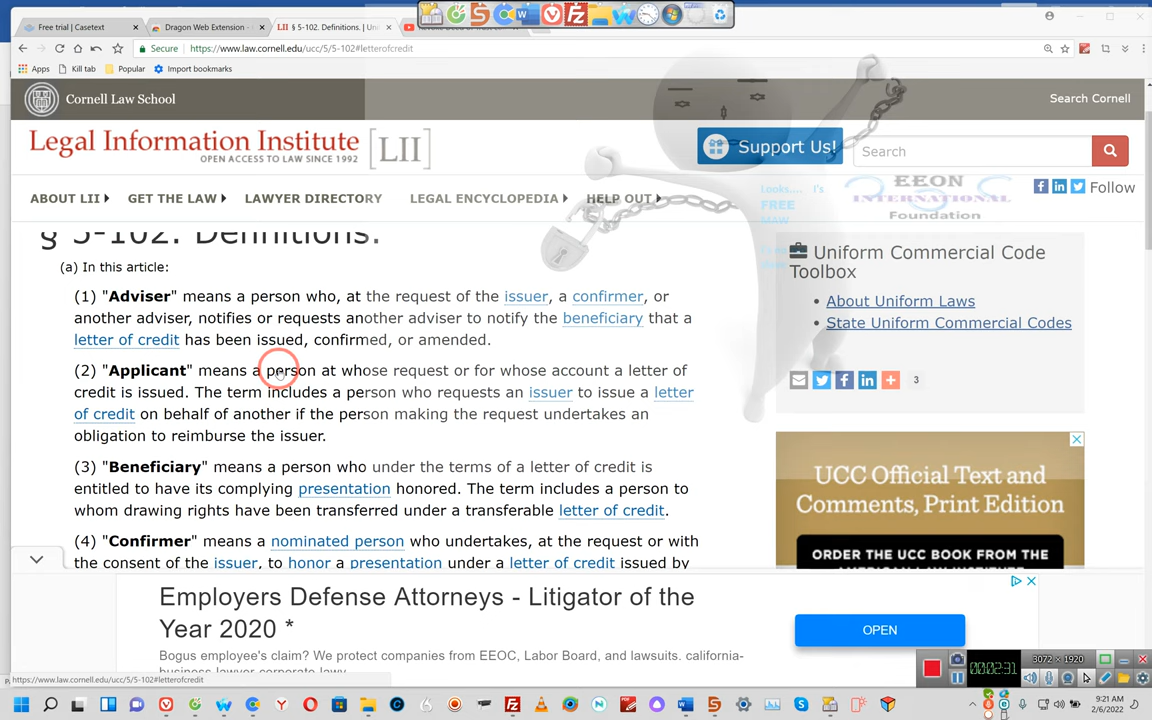 Free trial | Casetext
Dragon Web Extension -
LII § 5-102. Definitions. | Uni
Secure | https://www.law.cornell.edu/ucc/5/5-102#letterofcredit
Apps Kill tab Popular Import bookmarks
Cornell Law School
Search Cornell
Legal Information Institute [LII]
OPEN ACCESS TO LAW SINCE 1992
Support Us!
Search
ABOUT LII GET THE LAW LAWYER DIRECTORY LEGAL ENCYCLOPEDIA HELP OUT
Follow
Looks.... I's
FREE
EEON
INTERNATIONAL
Foundation
§ 5-102. Definitions.
(a) In this article:
(1) "Adviser" means a person who, at the request of the issuer, a confirmer, or
another adviser, notifies or requests another adviser to notify the beneficiary that a
letter of credit has been issued, confirmed, or amended.
(2) "Applicant" means a person at whose request or for whose account a letter of
credit is issued. The term includes a person who requests an issuer to issue a letter
of credit on behalf of another if the person making the request undertakes an
obligation to reimburse the issuer.
(3) "Beneficiary" means a person who under the terms of a letter of credit is
entitled to have its complying presentation honored. The term includes a person to
whom drawing rights have been transferred under a transferable letter of credit.
(4) "Confirmer" means a nominated person who undertakes, at the request or with
the consent of the issuer, to honor a presentation under a letter of credit issued by
Uniform Commercial Code
Toolbox
• About Uniform Laws
• State Uniform Commercial Codes
3
UCC Official Text and
Comments, Print Edition
ORDER THE UCC BOOK FROM THE
Employers Defense Attorneys - Litigator of the
Year 2020 *
Bogus employee's claim? We protect companies from EEOC, Labor Board, and lawsuits. california-
business-lawyer-corporate-law.
OPEN
https://www.law.cornell.edu/ucc/5/5-102#letterofcredit
00:02:31
3072 × 1920
9:21 AM
2/6/2022